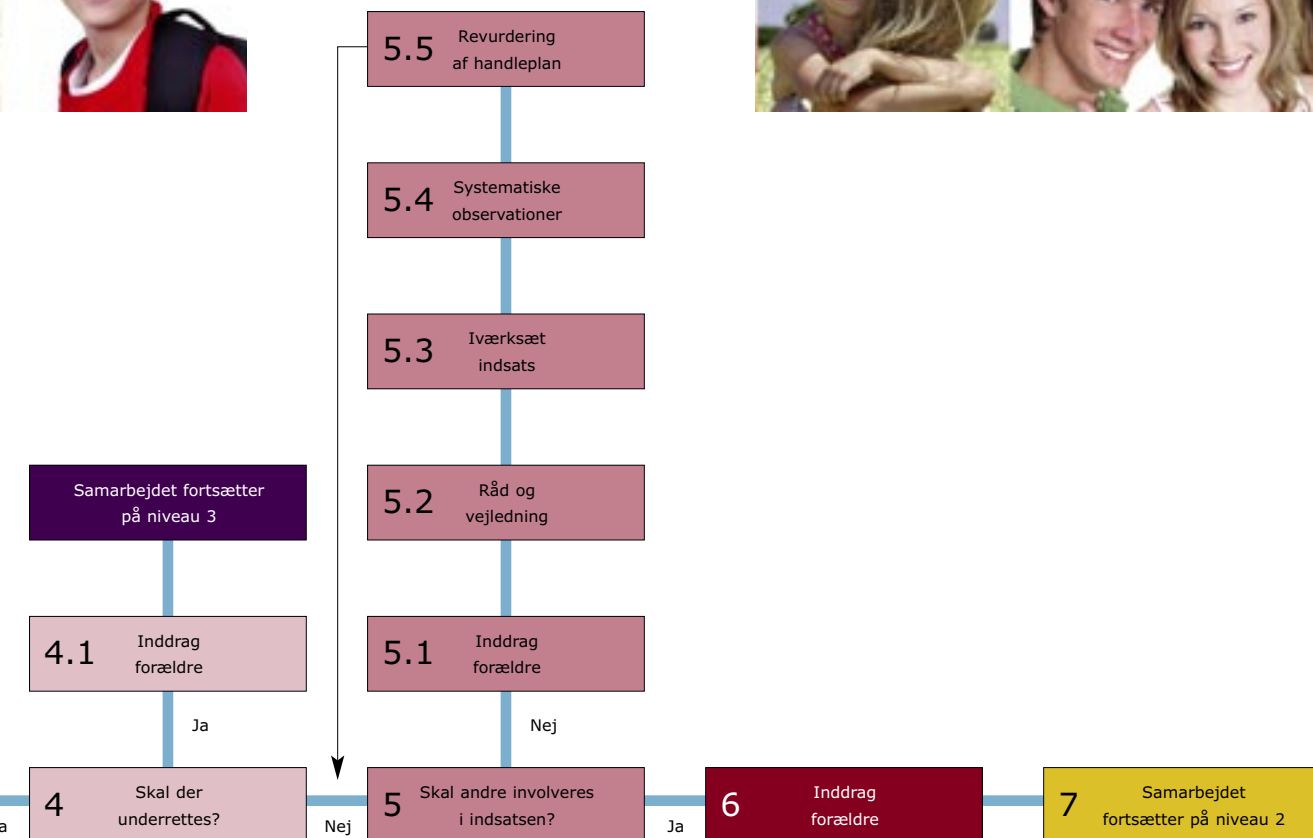 5.5 Revurdering
af handleplan
5.4 Systematiske
observationer
5.3 Iværksæt
indsats
Samarbejdet fortsætter
på niveau 3
5.2 Råd og
vejledning
4.1 Inddrag
forældre
5.1 Inddrag
forældre
Ja
Nej
4 Skal der
underrettes?
Nej
5 Skal andre involveres
i indsatsen?
Ja
6 Inddrag
forældre
7 Samarbejdet
fortsætter på niveau 2